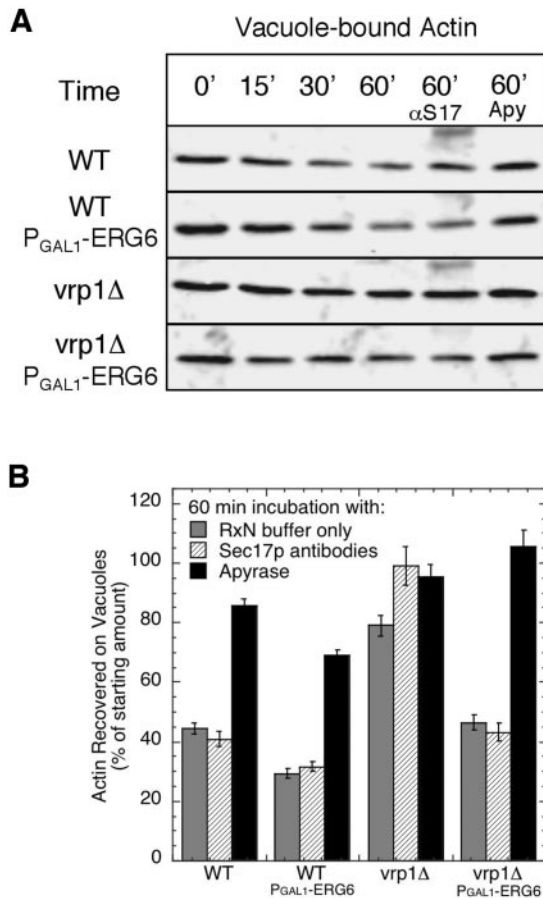 A
Vacuole-bound Actin
Time 0' 15' 30' 60' 60' 60'
αS17 Apy
WT
WT
PGAL1-ERG6
vrp1Δ
vrp1Δ
PGAL1-ERG6
B
60 min incubation with:
RxN buffer only
Sec17p antibodies
Apyrase
Actin Recovered on Vacuoles
(% of starting amount)
120
100
80
60
40
20
0
WT WT vrp1Δ vrp1Δ
PGAL1-ERG6 PGAL1-ERG6